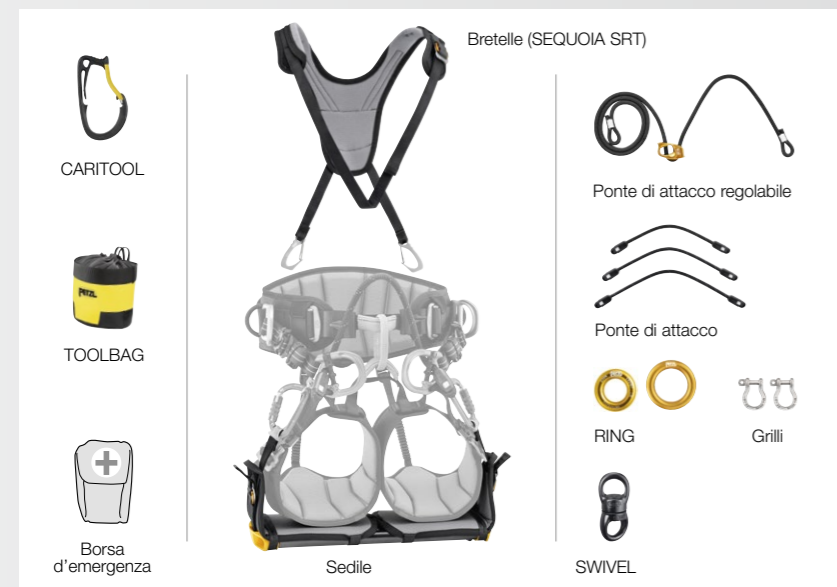 Bretelle (SEQUOIA SRT)
CARITOOL
PETZL
TOOLBAG
Borsa
d'emergenza
Sedile
Ponte di attacco regolabile
Ponte di attacco
RING
Grilli
SWIVEL